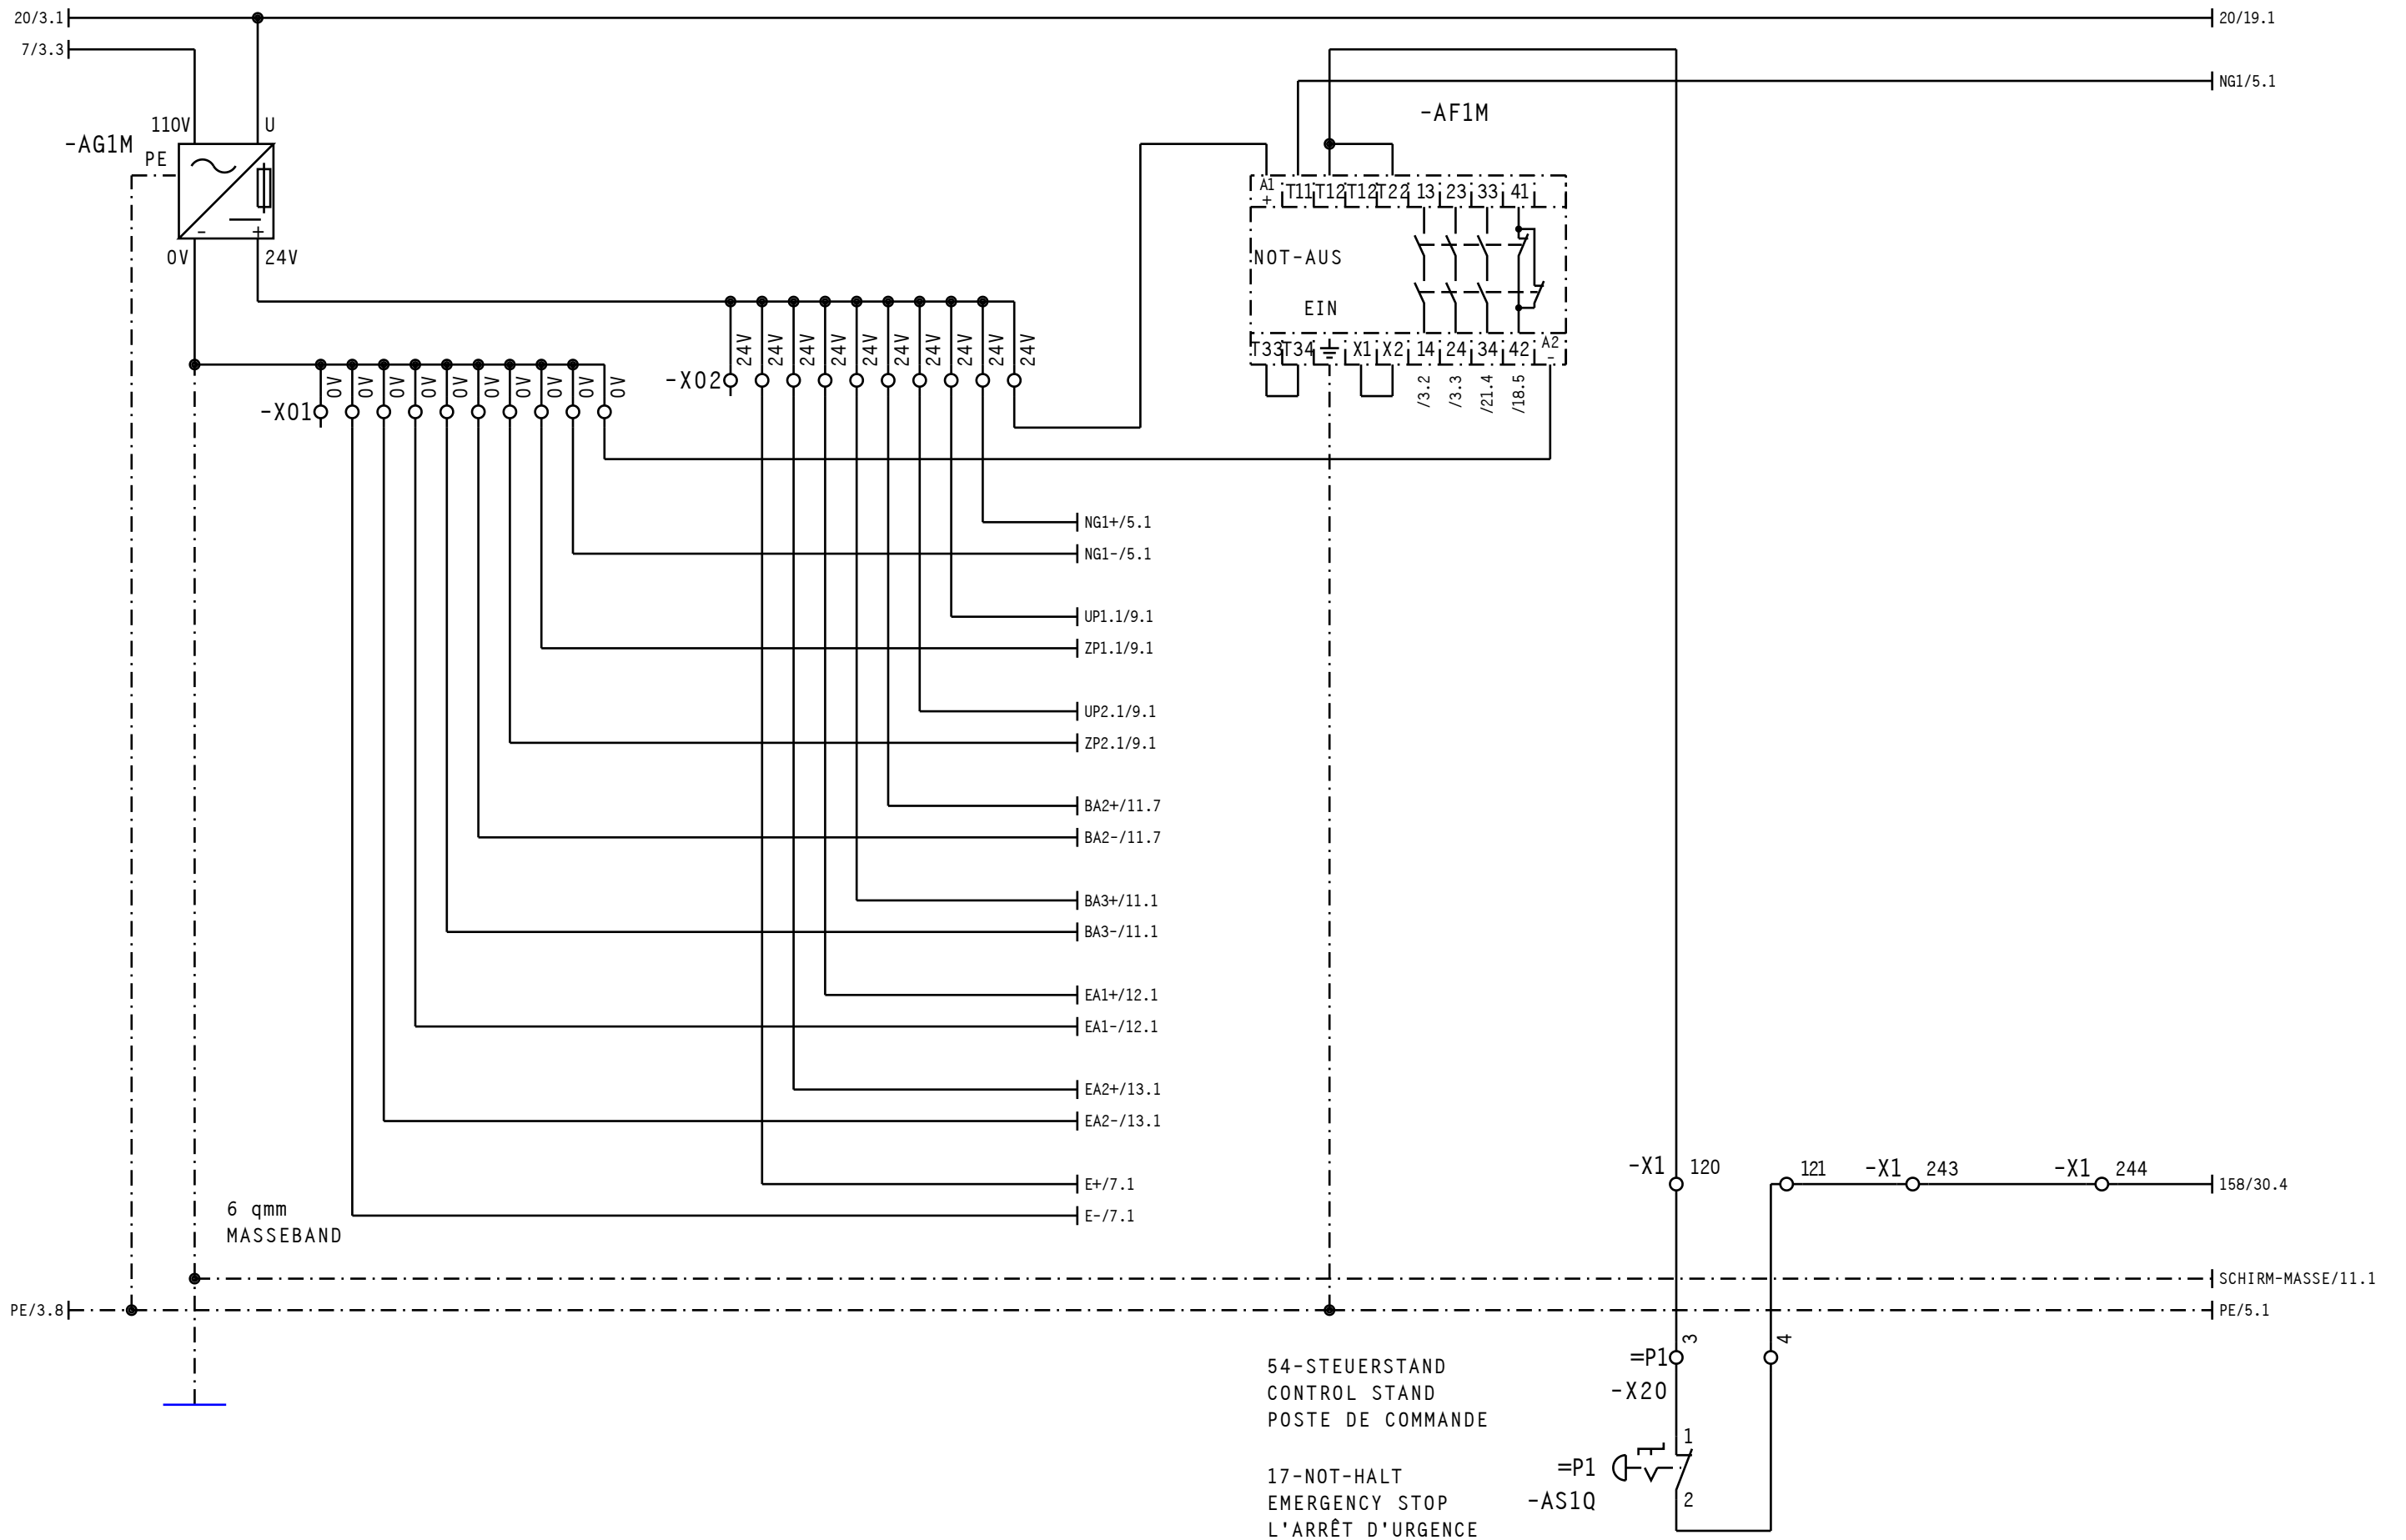 20/3.1
20/19.1
7/3.3
NG1/5.1
-AF1M
110V
U
-AG1M
PE
A1
+
T11
T12
T12
T22
13
23
33
41
-
+
0V
24V
NOT-AUS
EIN
24V
24V
24V
24V
24V
24V
24V
24V
24V
24V
T33
T34
X1
X2
14
24
34
42
A2
-
-X02
0V
0V
0V
0V
0V
0V
0V
0V
0V
0V
-X01
/3.2
/3.3
/21.4
/18.5
NG1+/5.1
NG1-/5.1
UP1.1/9.1
ZP1.1/9.1
UP2.1/9.1
ZP2.1/9.1
BA2+/11.7
BA2-/11.7
BA3+/11.1
BA3-/11.1
EA1+/12.1
EA1-/12.1
EA2+/13.1
EA2-/13.1
-X1
120
121
-X1
243
-X1
244
E+/7.1
158/30.4
6 qmm
MASSEBAND
E-/7.1
SCHIRM-MASSE/11.1
PE/3.8
PE/5.1
3
4
54-STEUERSTAND
CONTROL STAND
POSTE DE COMMANDE
=P1
-X20
1
17-NOT-HALT
EMERGENCY STOP
L'ARRÊT D'URGENCE
=P1
-AS1Q
2